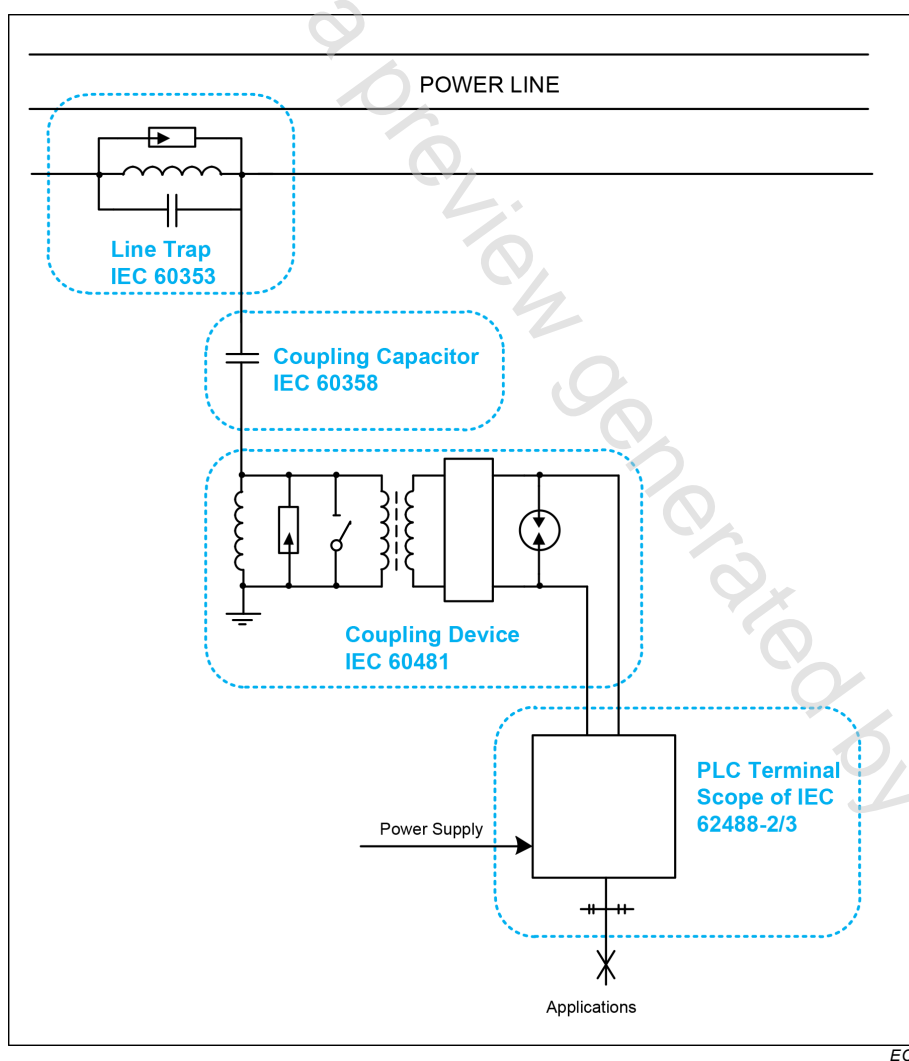 POWER LINE
Line Trap
IEC 60353
Coupling Capacitor
IEC 60358
Coupling Device
IEC 60481
PLC Terminal
Scope of IEC
62488-2/3
Power Supply
Applications
a preview generated by